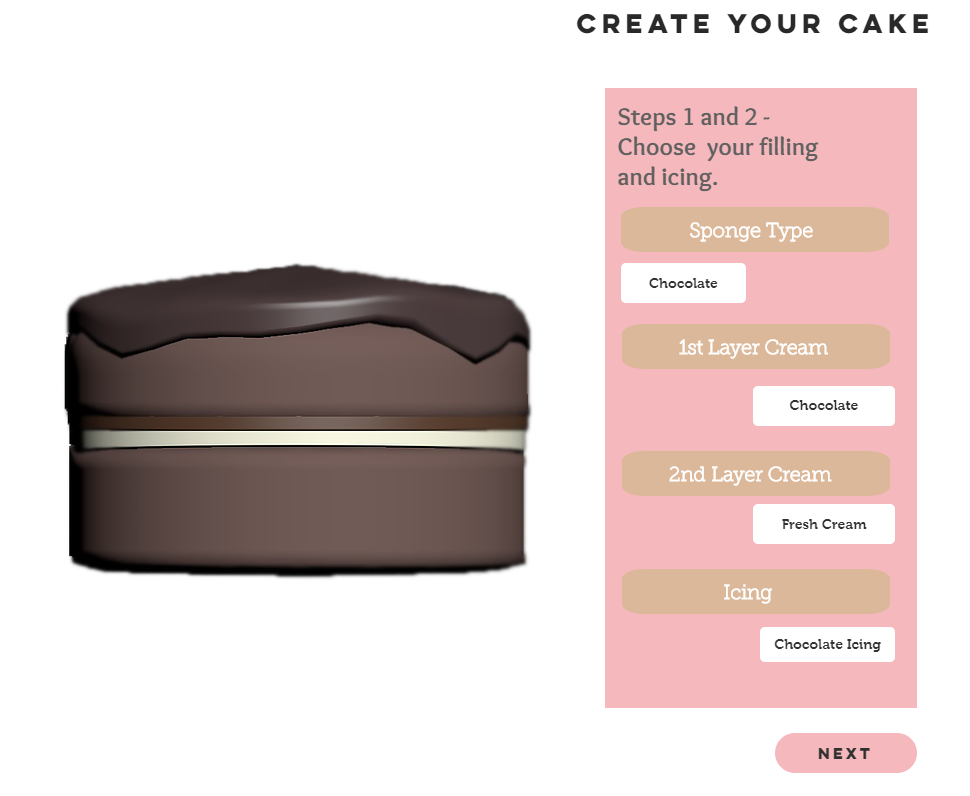 CREATE YOUR CAKE
Steps 1 and 2 -
Choose  your filling
and icing.
Sponge Type
Chocolate
1st Layer Cream
Chocolate
2nd Layer Cream
Fresh Cream
Icing
Chocolate Icing
NEXT